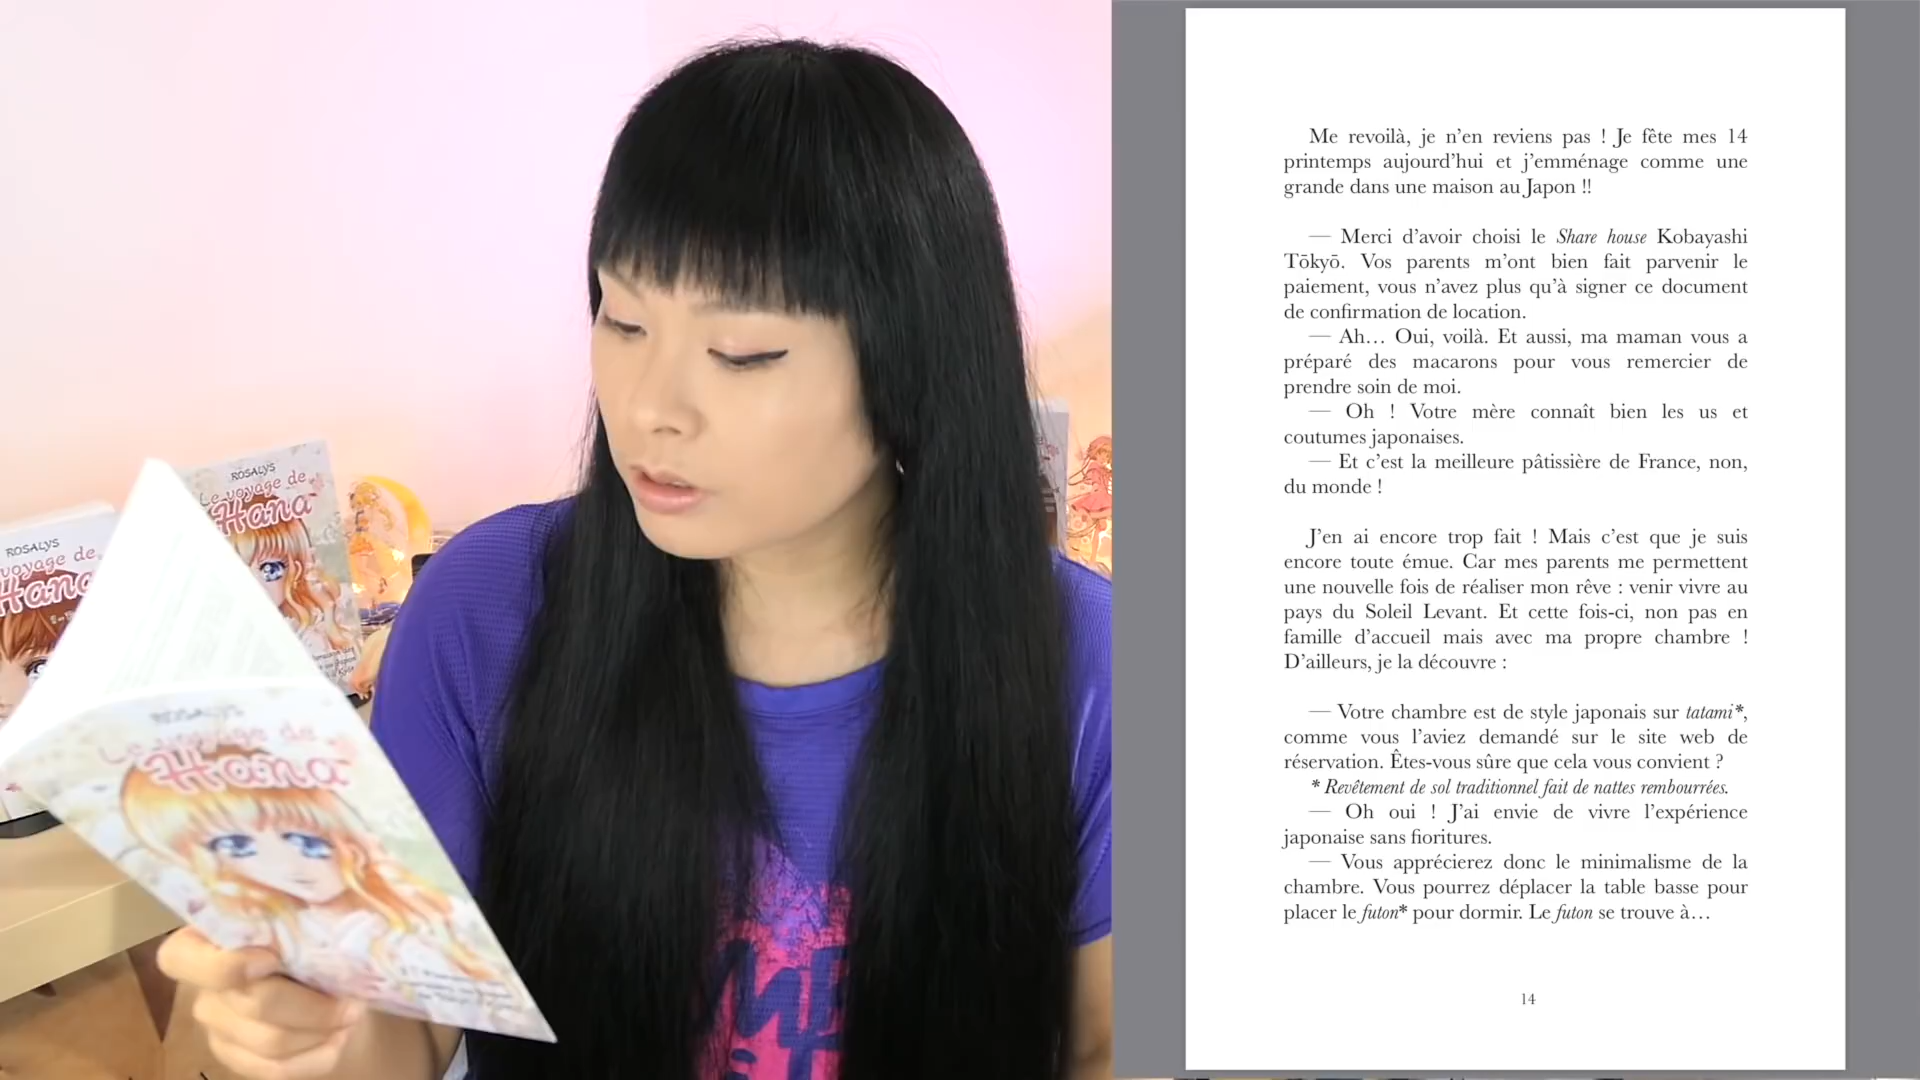 ROSALYS
Le voyage de
Hana
ROSALYS
voyage de
Hana
ROSALYS
Le voyage de
Hana
Me revoilà, je n’en reviens pas ! Je fête mes 14
printemps aujourd’hui et j’emménage comme une
grande dans une maison au Japon !!
— Merci d’avoir choisi le Share house Kobayashi
Tōkyō. Vos parents m’ont bien fait parvenir le
paiement, vous n’avez plus qu’à signer ce document
de confirmation de location.
— Ah… Oui, voilà. Et aussi, ma maman vous a
préparé des macarons pour vous remercier de
prendre soin de moi.
— Oh ! Votre mère connaît bien les us et
coutumes japonaises.
— Et c’est la meilleure pâtissière de France, non,
du monde !
J’en ai encore trop fait ! Mais c’est que je suis
encore toute émue. Car mes parents me permettent
une nouvelle fois de réaliser mon rêve : venir vivre au
pays du Soleil Levant. Et cette fois-ci, non pas en
famille d’accueil mais avec ma propre chambre !
D’ailleurs, je la découvre :
— Votre chambre est de style japonais sur tatami*,
comme vous l’aviez demandé sur le site web de
réservation. Êtes-vous sûre que cela vous convient ?
* Revêtement de sol traditionnel fait de nattes rembourrées.
— Oh oui ! J’ai envie de vivre l’expérience
japonaise sans fioritures.
— Vous apprécierez donc le minimalisme de la
chambre. Vous pourrez déplacer la table basse pour
placer le futon* pour dormir. Le futon se trouve à…
14